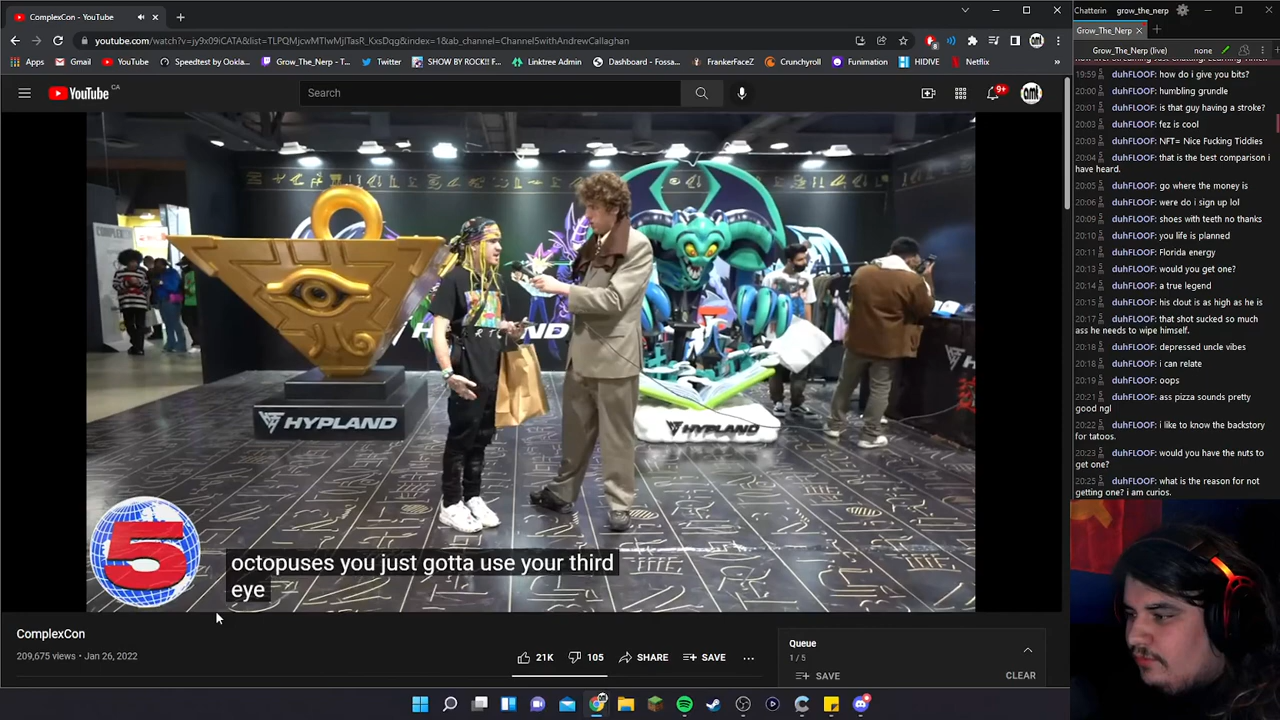 ComplexCon - YouTube
Chatterin
grow_the_nerp
youtube.com/watch?v=jy9x09iCATA&list=TLPQMjcwMTIwMjITasR_KxsDqg&index=1&ab_channel=Channel5withAndrewCallaghan
Grow_The_Nerp
Grow_The_Nerp (live)
none
Apps
Gmail
YouTube
Speedtest by Ookla...
Grow_The_Nerp - T...
Twitter
SHOW BY ROCK!! F...
Linktree Admin
Dashboard - Fossa...
FrankerFaceZ
Crunchyroll
Funimation
HIDIVE
Netflix
YouTube CA
Search
9+
ami
19:59 duhFLOOF: how do i give you bits?
20:00 duhFLOOF: humbling grundle
20:01 duhFLOOF: is that guy having a stroke?
20:03 duhFLOOF: fez is cool
20:03 duhFLOOF: NFT= Nice Fucking Tiddies
20:04 duhFLOOF: that is the best comparison i
have heard.
20:05 duhFLOOF: go where the money is
20:06 duhFLOOF: were do i sign up lol
20:09 duhFLOOF: shoes with teeth no thanks
20:10 duhFLOOF: you life is planned
20:11 duhFLOOF: Florida energy
20:13 duhFLOOF: would you get one?
20:14 duhFLOOF: a true legend
20:15 duhFLOOF: his clout is as high as he is
20:17 duhFLOOF: that shot sucked so much
ass he needs to wipe himself.
20:18 duhFLOOF: depressed uncle vibes
20:18 duhFLOOF: i can relate
20:19 duhFLOOF: oops
20:21 duhFLOOF: ass pizza sounds pretty
good ngl
20:22 duhFLOOF: i like to know the backstory
for tatoos.
20:23 duhFLOOF: would you have the nuts to
get one?
20:25 duhFLOOF: what is the reason for not
getting one? i am curios.
HYPLAND
HYPLAND
HYPLAND
5
octopuses you just gotta use your third
eye
ComplexCon
209,675 views • Jan 26, 2022
21K
105
SHARE
SAVE
Queue
1 / 5
SAVE
CLEAR